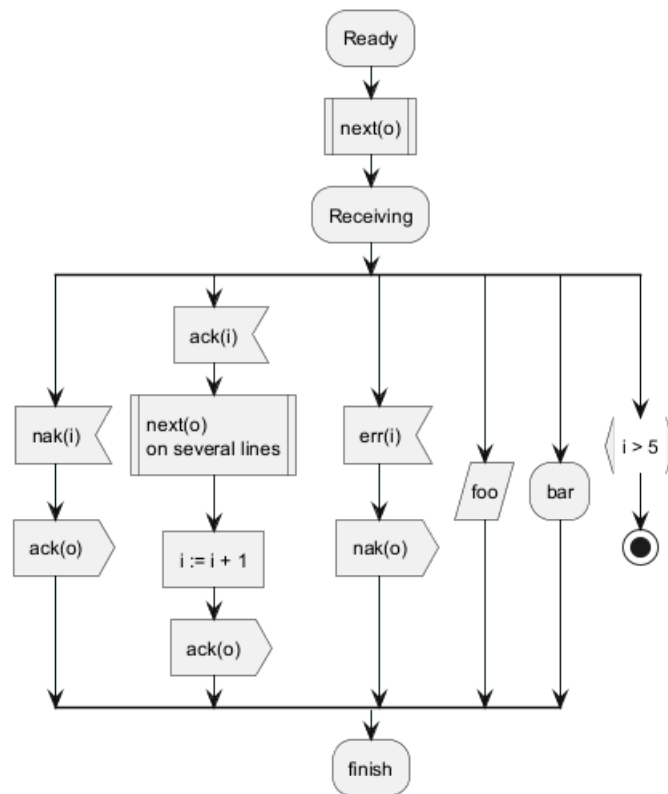 Ready
next(o)
Receiving
ack(i)
nak(i)
next(o)
on several lines
err(i)
i > 5
foo
bar
ack(o)
i := i + 1
nak(o)
ack(o)
finish